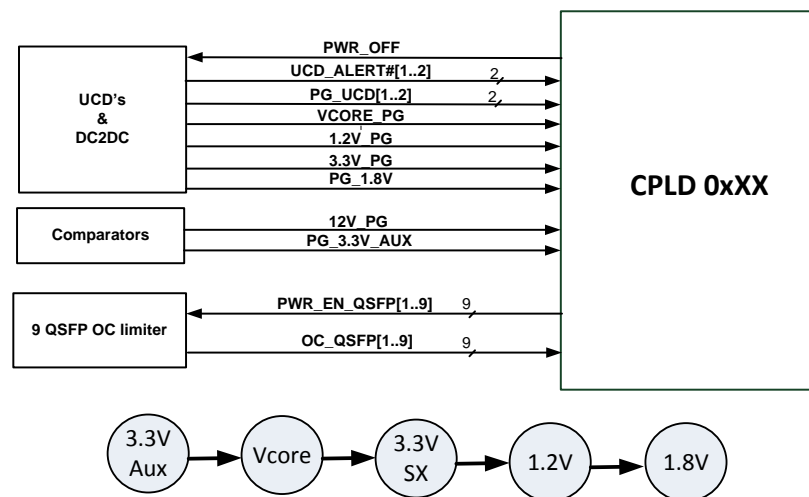 PWR_OFF
UCD_ALERT#[1..2]
2
PG_UCD[1..2]
2
VCORE_PG
1.2V_PG
3.3V_PG
PG_1.8V
UCD's
&
DC2DC
CPLD 0xXX
Comparators
12V_PG
PG_3.3V_AUX
9 QSFP OC limiter
PWR_EN_QSFP[1..9]
9
OC_QSFP[1..9]
9
3.3V
Aux
Vcore
3.3V
SX
1.2V
1.8V